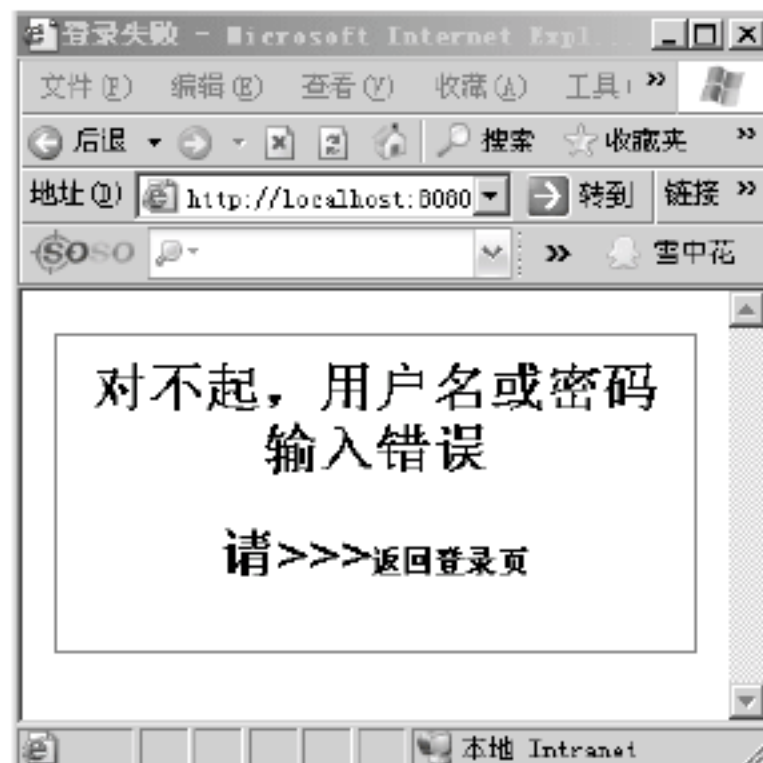 登录失败 - Microsoft Internet Expl...
文件(F) 编辑(E) 查看(V) 收藏(A) 工具( »
后退 搜索 收藏夹 »
地址(D) http://localhost:8080 转到 链接 »
SOSO » 雪中花
对不起，用户名或密码
输入错误
请>>>返回登录页
本地 Intranet